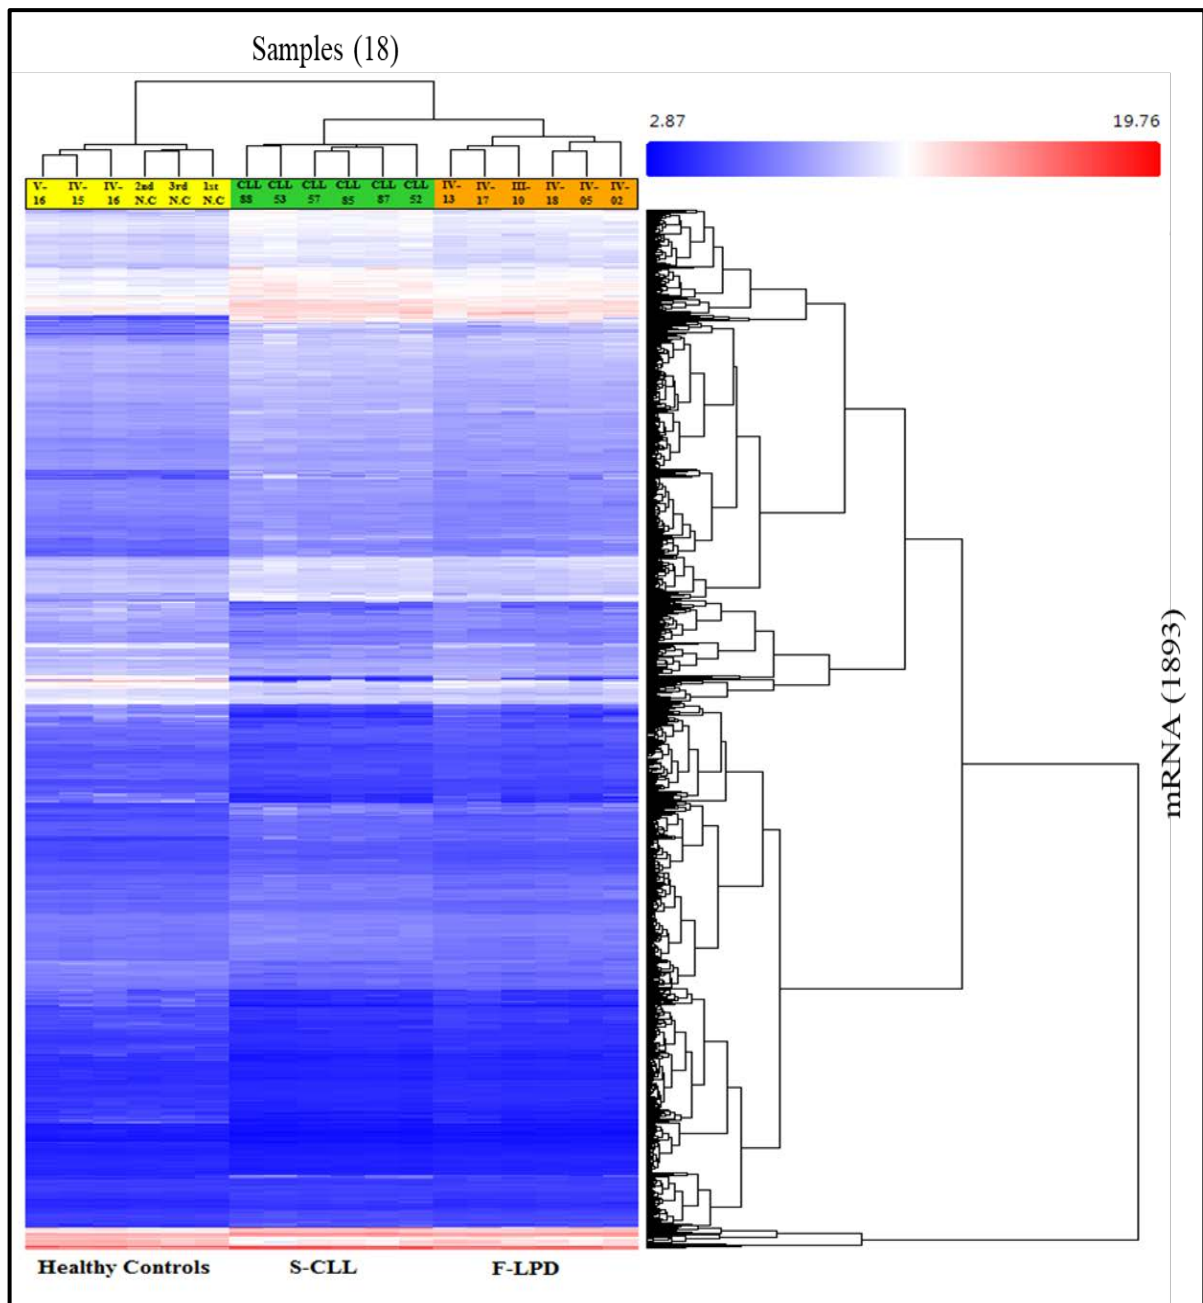 Samples (18)
2.87 19.76
V- IV- IV- 2nd 3rd 1st CLL CLL CLL CLL CLL CLL IV- IV- III- IV- IV- IV-
16 15 16 N.C N.C N.C 88 53 57 85 87 52 13 17 10 18 05 02
mRNA (1893)
Healthy Controls S-CLL F-LPD